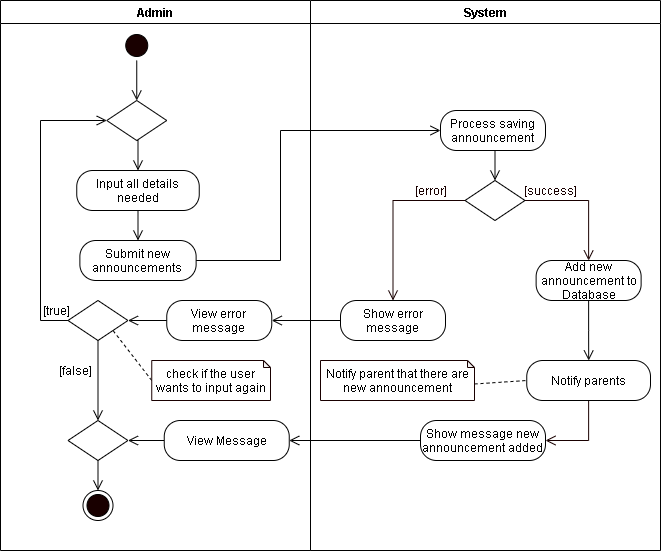 Admin
System
Process saving
announcement
[error]
[success]
Input all details
needed
Submit new
announcements
Add new
announcement to
Database
[true]
View error
message
Show error
message
[false]
check if the user
wants to input again
Notify parent that there are
new announcement
Notify parents
View Message
Show message new
announcement added